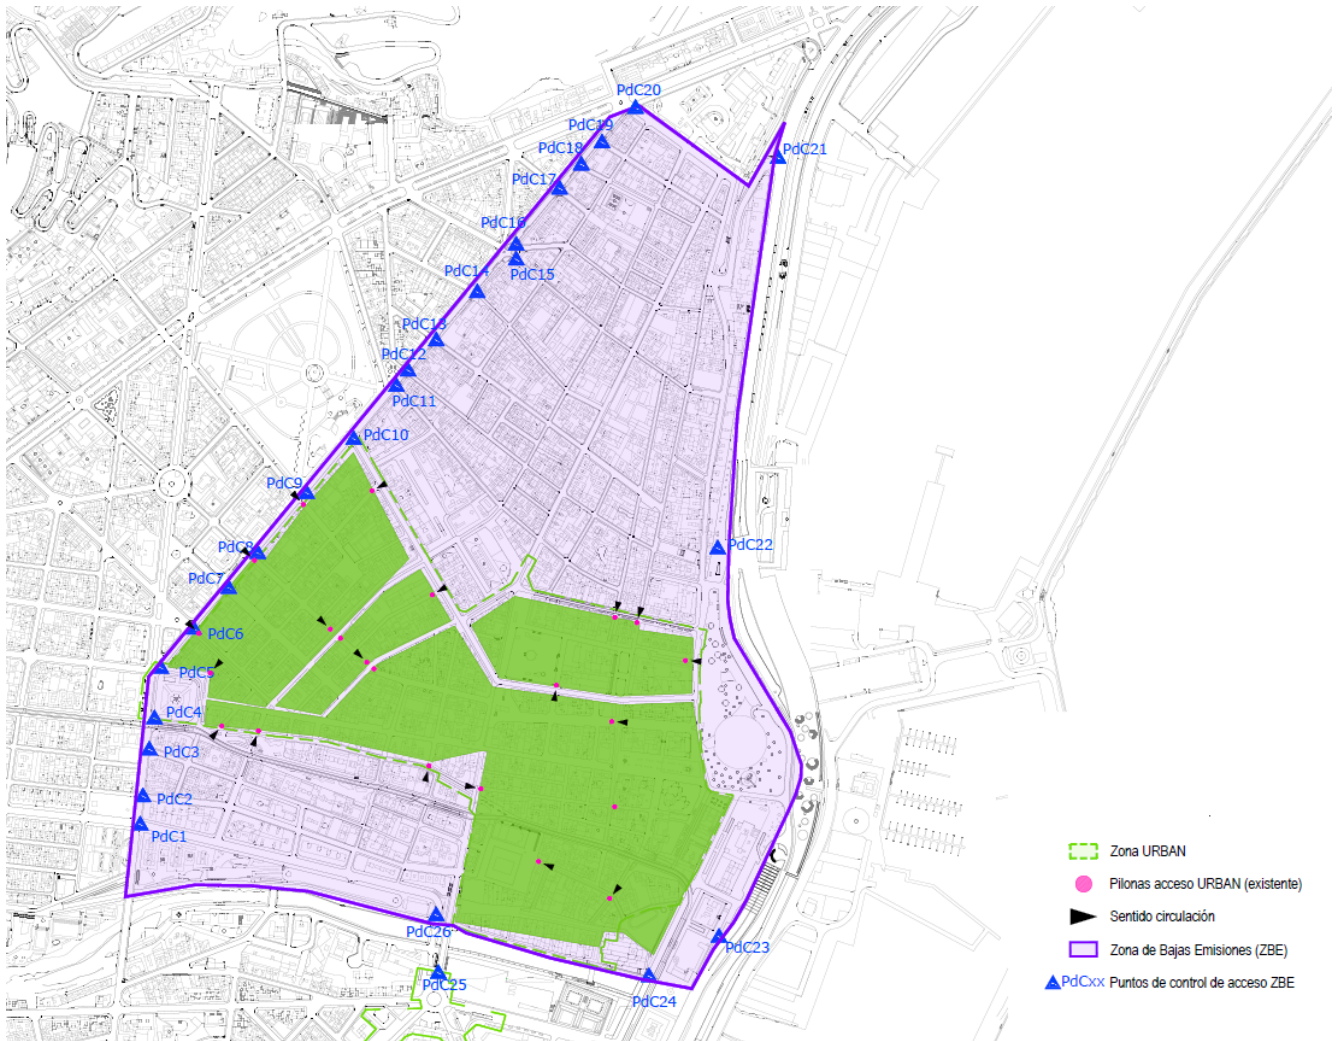 PdC20
PdC19
PdC18
PdC21
PdC17
PdC16
PdC15
PdC14
PdC13
PdC12
PdC11
PdC10
PdC9
PdC8
PdC22
PdC7
PdC6
PdC5
PdC4
PdC3
PdC2
PdC1
Zona URBAN
Pilonas acceso URBAN (existente)
Sentido circulación
PdC26
PdC23
Zona de Bajas Emisiones (ZBE)
PdC25
PdC24
PdCxx Puntos de control de acceso ZBE